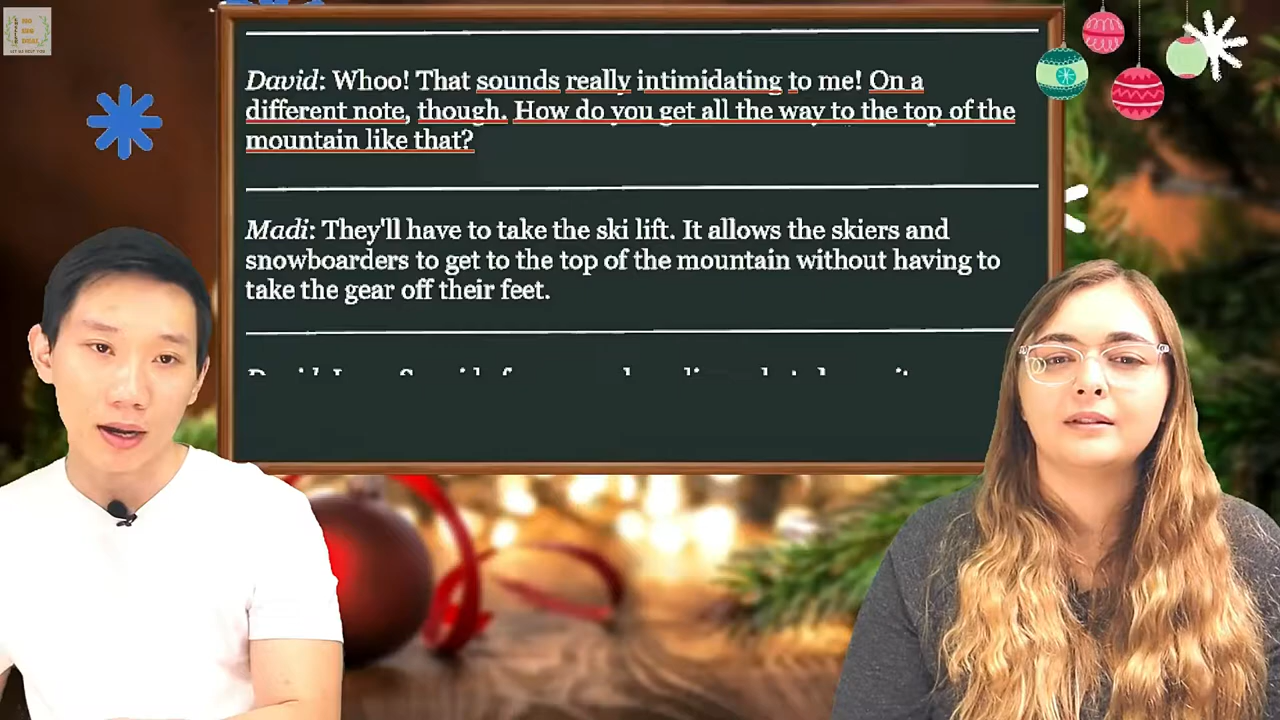 David: Whoo! That sounds really intimidating to me! On a
different note, though. How do you get all the way to the top of the
mountain like that?
Madi: They'll have to take the ski lift. It allows the skiers and
snowboarders to get to the top of the mountain without having to
take the gear off their feet.